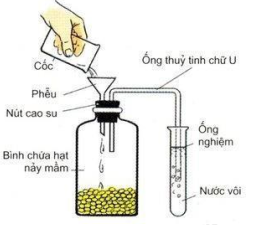 Cốc
Ống thuỷ tinh chữ U
Phễu
Nút cao su
Ống
nghiệm
Bình chứa hạt
nảy mầm
Nước vôi